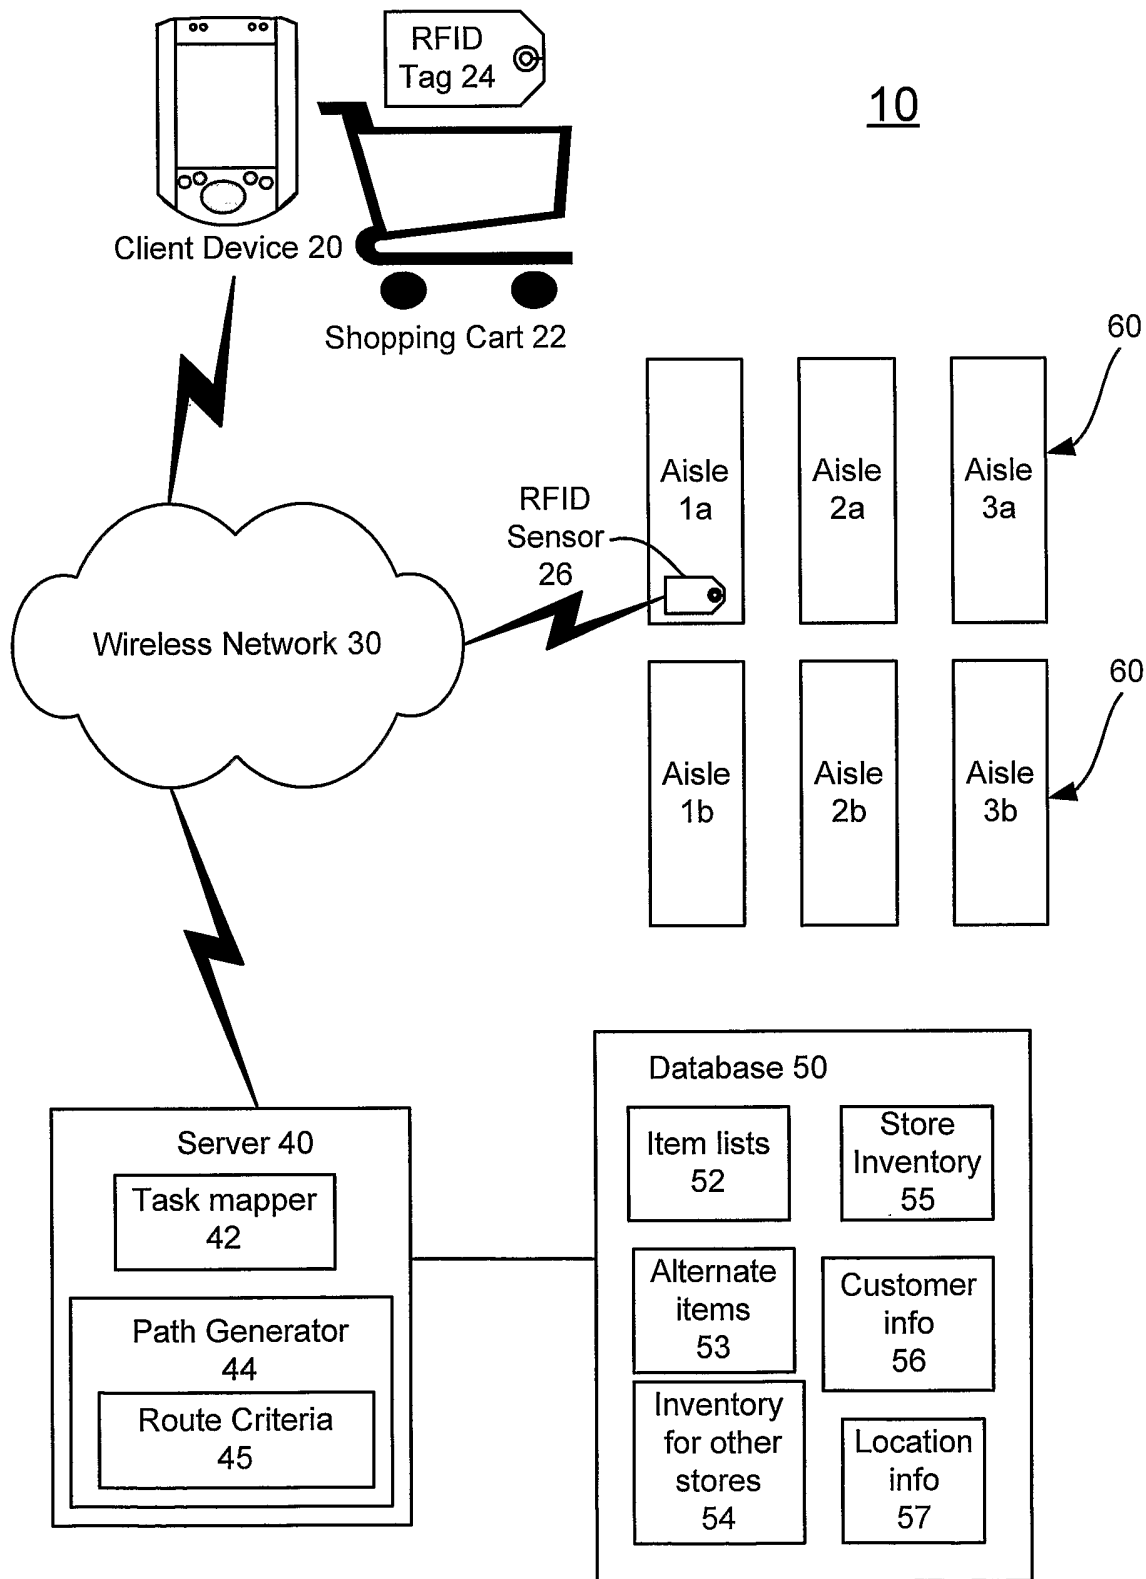 RFID
Tag 24
10
Client Device 20
Shopping Cart 22
60
Aisle
1a
Aisle
2a
Aisle
3a
RFID
Sensor
26
Wireless Network 30
60
Aisle
1b
Aisle
2b
Aisle
3b
Server 40
Task mapper
42
Path Generator
44
Route Criteria
45
Database 50
Item lists
52
Store
Inventory
55
Alternate
items
53
Customer
info
56
Inventory
for other
stores
54
Location
info
57